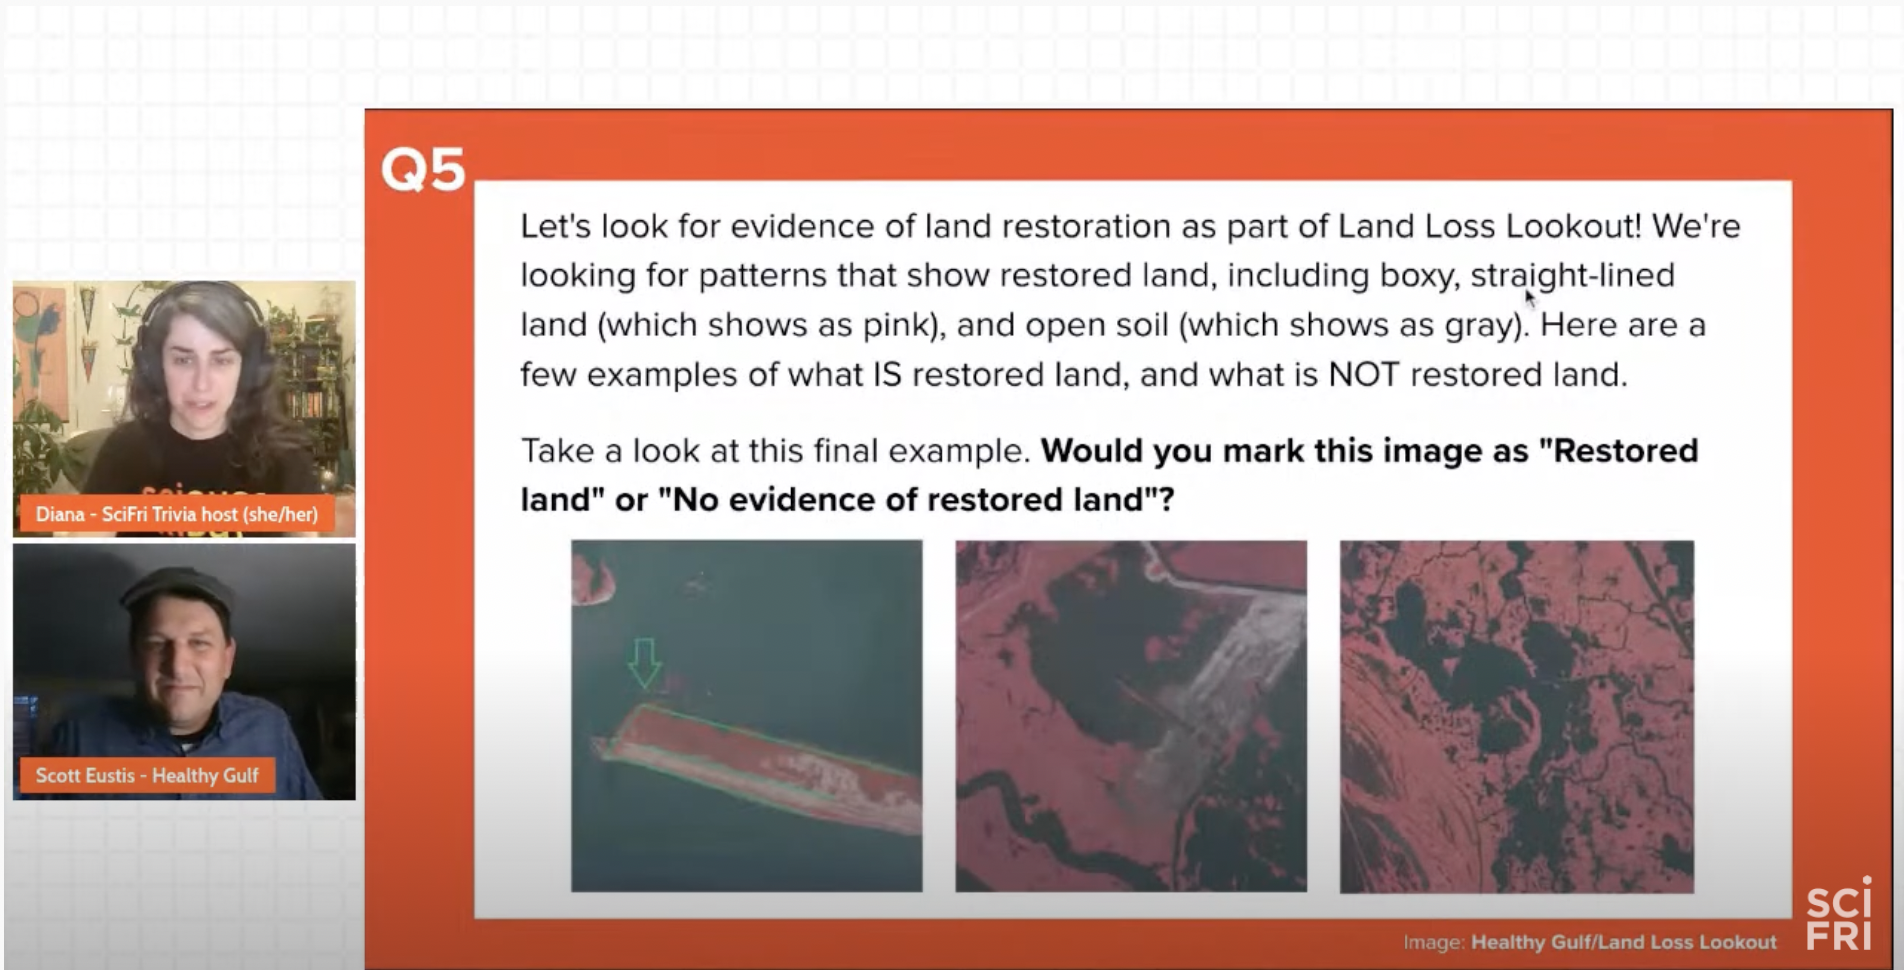 Q5
Let's look for evidence of land restoration as part of Land Loss Lookout! We're
looking for patterns that show restored land, including boxy, straight-lined
land (which shows as pink), and open soil (which shows as gray). Here are a
few examples of what IS restored land, and what is NOT restored land.
Take a look at this final example. Would you mark this image as "Restored
land" or "No evidence of restored land"?
Diana - SciFri Trivia host (she/her)
Scott Eustis - Healthy Gulf
Image: Healthy Gulf/Land Loss Lookout
SCI
FRI